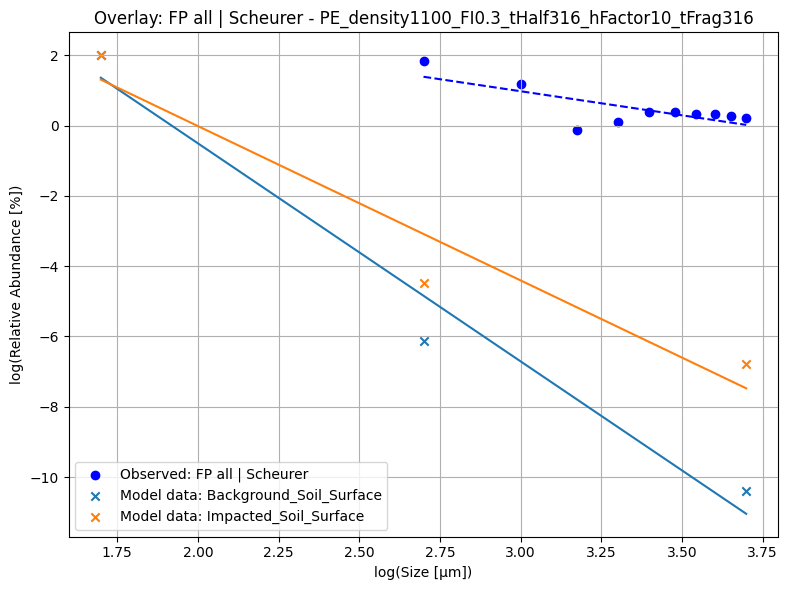 Overlay: FP all | Scheurer - PE_density1100_FI0.3_tHalf316_hFactor10_tFrag316
log(Relative Abundance [%])
2
0
−2
−4
−6
−8
−10
Observed: FP all | Scheurer
Model data: Background_Soil_Surface
Model data: Impacted_Soil_Surface
1.75 2.00 2.25 2.50 2.75 3.00 3.25 3.50 3.75
log(Size [µm])